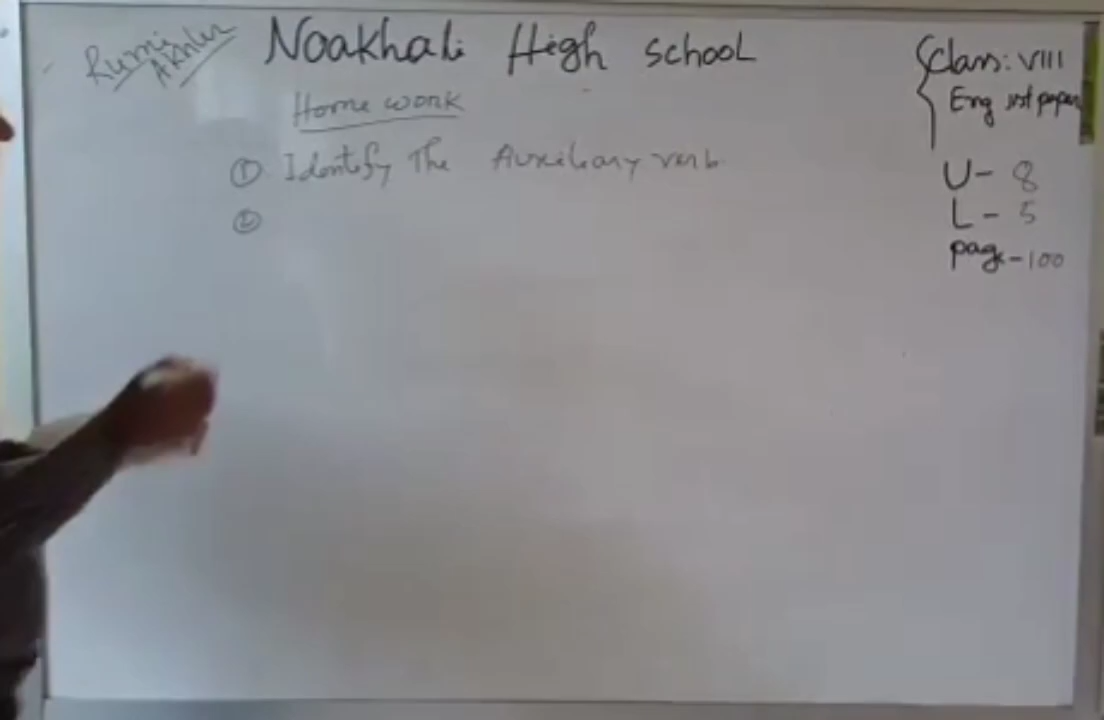 Rumi
Akhter
Noakhali High school
Home work
① Identify The Auxiliary verb
②
Class: VIII
Eng 1st paper
U- 8
L - 5
page-100